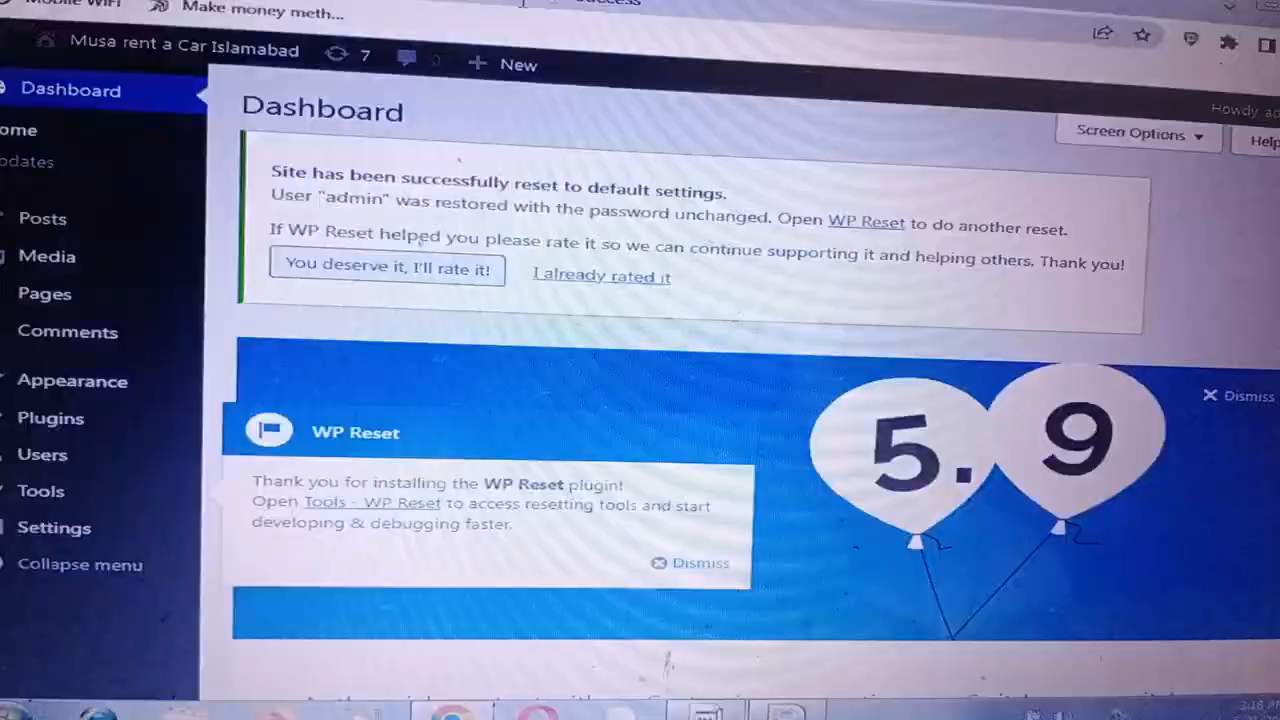 Make money meth...
Musa rent a Car Islamabad 7 0 + New
Howdy, ad
Dashboard
ome
pdates
Posts
Media
Pages
Comments
Appearance
Plugins
Users
Tools
Settings
Collapse menu
Dashboard
Screen Options
Help
Site has been successfully reset to default settings.
User "admin" was restored with the password unchanged. Open WP Reset to do another reset.
If WP Reset helped you please rate it so we can continue supporting it and helping others. Thank you!
You deserve it, I'll rate it! I already rated it
5.9
Dismiss
WP Reset
Thank you for installing the WP Reset plugin!
Open Tools - WP Reset to access resetting tools and start
developing & debugging faster.
Dismiss